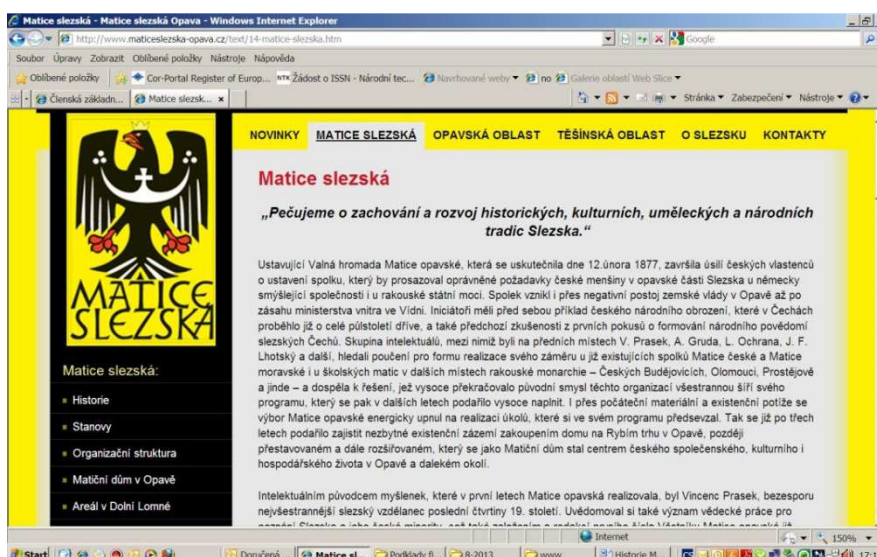 Matice slezská - Matice slezská Opava - Windows Internet Explorer
http://www.maticeslezska-opava.cz/text/14-matice-slezska.htm
Google
Soubor Úpravy Zobrazit Oblíbené položky Nástroje Nápověda
Oblíbené položky Cor-Portal Register of Europ... NTK Žádost o ISSN - Národní tec... Navrhované weby no Galerie oblastí Web Slice
Členská základn... Matice slezsk... x Stránka Zabezpečení Nástroje
NOVINKY MATICE SLEZSKÁ OPAVSKÁ OBLAST TĚŠÍNSKÁ OBLAST O SLEZSKU KONTAKTY
MATICE
SLEZSKÁ
Matice slezská
„Pečujeme o zachování a rozvoj historických, kulturních, uměleckých a národních
tradic Slezska.“
Ustavující Valná hromada Matice opavské, která se uskutečnila dne 12.února 1877, završila úsilí českých vlastenců
o ustavení spolku, který by prosazoval oprávněné požadavky české menšiny v opavské části Slezska u německy
smýšlející společnosti i u rakouské státní moci. Spolek vznikl i přes negativní postoj zemské vlády v Opavě až po
zásahu ministerstva vnitra ve Vídni. Iniciátoři měli před sebou příklad českého národního obrození, které v Čechách
proběhlo již o celé půlstoletí dříve, a také předchozí zkušenosti z prvních pokusů o formování národního povědomí
slezských Čechů. Skupina intelektuálů, mezi nimiž byli na předních místech V. Prasek, A. Gruda, L. Ochrana, J. F.
Lhotský a další, hledali poučení pro formu realizace svého záměru u již existujících spolků Matice české a Matice
moravské i u školských matic v dalších místech rakouské monarchie – Českých Budějovicích, Olomouci, Prostějově
a jinde – a dospěla k řešení, jež vysoce překračovalo původní smysl těchto organizací všestrannou šíří svého
programu, který se pak v dalších letech podařilo vysoce naplnit. I přes počáteční materiální a existenční potíže se
výbor Matice opavské energicky upnul na realizaci úkolů, které si ve svém programu předsevzal. Tak se již po třech
letech podařilo zajistit nezbytné existenční zázemí zakoupením domu na Rybím trhu v Opavě, později
přestavovaném a dále rozšiřovaném, který se jako Matiční dům stal centrem českého společenského, kulturního i
hospodářského života v Opavě a dalekém okolí.
Intelektuálním původcem myšlenek, které v první letech Matice opavská realizovala, byl Vincenc Prasek, bezesporu
nejvšestrannější slezský vzdělanec poslední čtvrtiny 19. století. Uvědomoval si také význam vědecké práce pro
Matice slezská:
Historie
Stanovy
Organizační struktura
Matiční dům v Opavě
Areál v Dolní Lomné
Internet 150%
Start Doručená Matice sl... Podklady fi 8-2013 www Historie M...